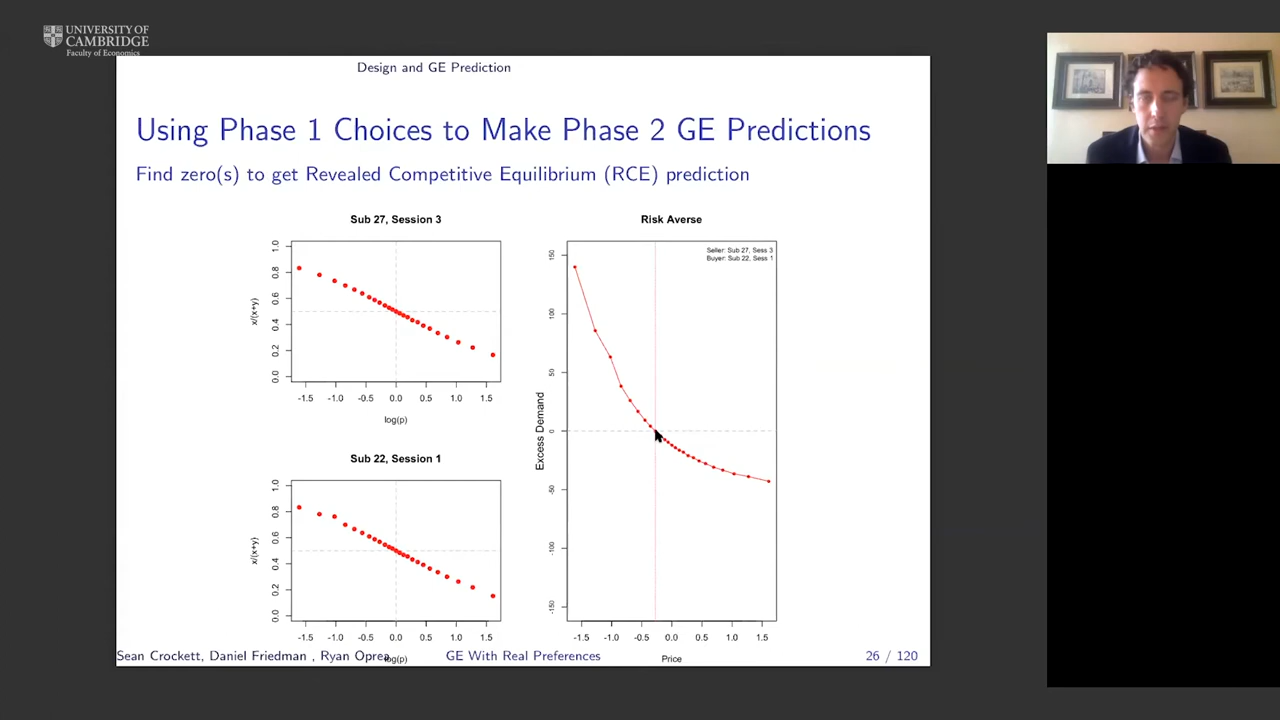 UNIVERSITY OF
CAMBRIDGE
Faculty of Economics
Design and GE Prediction
Using Phase 1 Choices to Make Phase 2 GE Predictions
Find zero(s) to get Revealed Competitive Equilibrium (RCE) prediction
Sub 27, Session 3
1.0
0.8
0.6
0.4
0.2
0.0
x/(x+y)
-1.5 -1.0 -0.5 0.0 0.5 1.0 1.5
log(p)
Sub 22, Session 1
1.0
0.8
0.6
0.4
0.2
0.0
x/(x+y)
-1.5 -1.0 -0.5 0.0 0.5 1.0 1.5
log(p)
Risk Averse
Seller: Sub 27, Sess 3
Buyer: Sub 22, Sess 1
150
100
50
0
-50
-100
-150
Excess Demand
-1.5 -1.0 -0.5 0.0 0.5 1.0 1.5
Price
Sean Crockett, Daniel Friedman , Ryan Oprea GE With Real Preferences 26 / 120